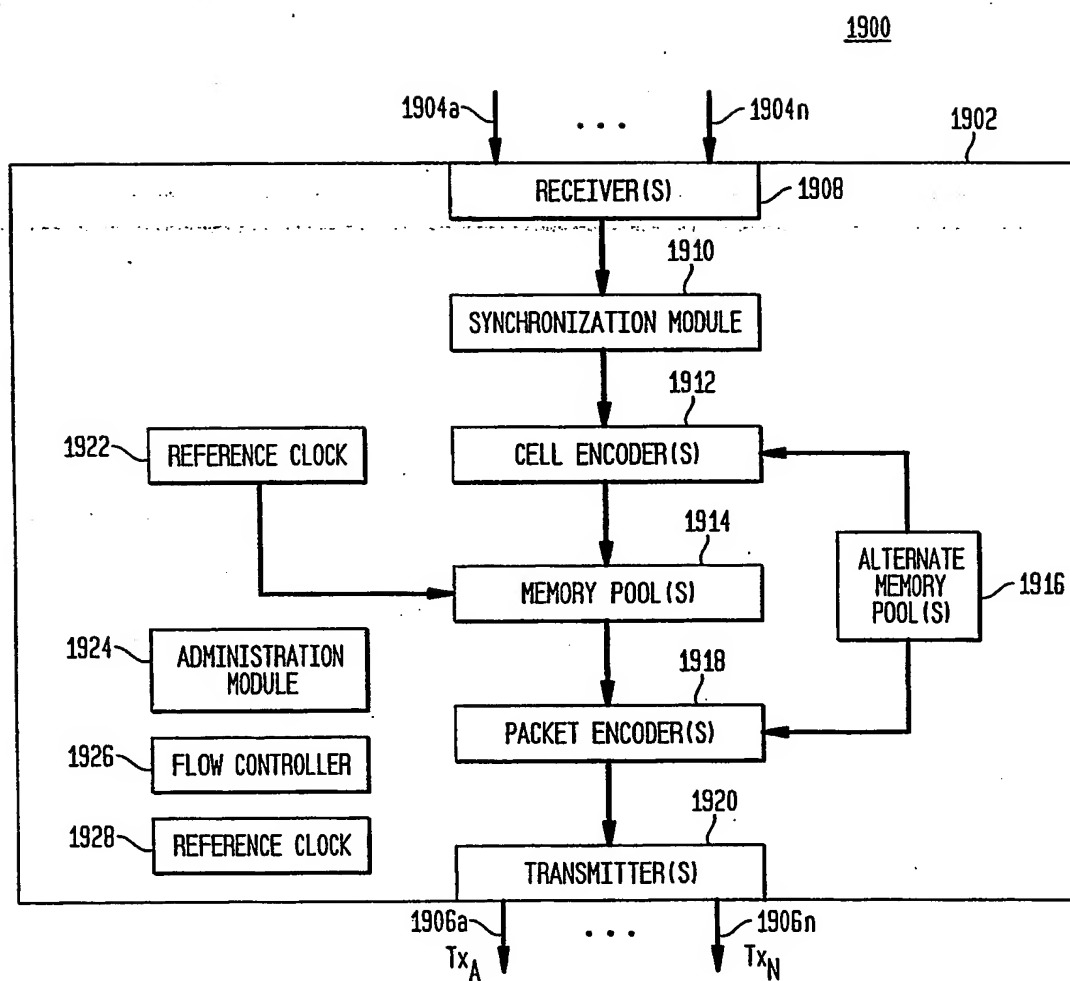 1900
1904a
. . .
1904n
1902
RECEIVER(S)
1908
1910
SYNCHRONIZATION MODULE
1912
1922
REFERENCE CLOCK
CELL ENCODER(S)
1914
MEMORY POOL(S)
ALTERNATE
MEMORY
POOL(S)
1916
1924
ADMINISTRATION
MODULE
1918
PACKET ENCODER(S)
1926
FLOW CONTROLLER
1920
1928
REFERENCE CLOCK
TRANSMITTER(S)
1906a
. . .
1906n
TxA
TxN